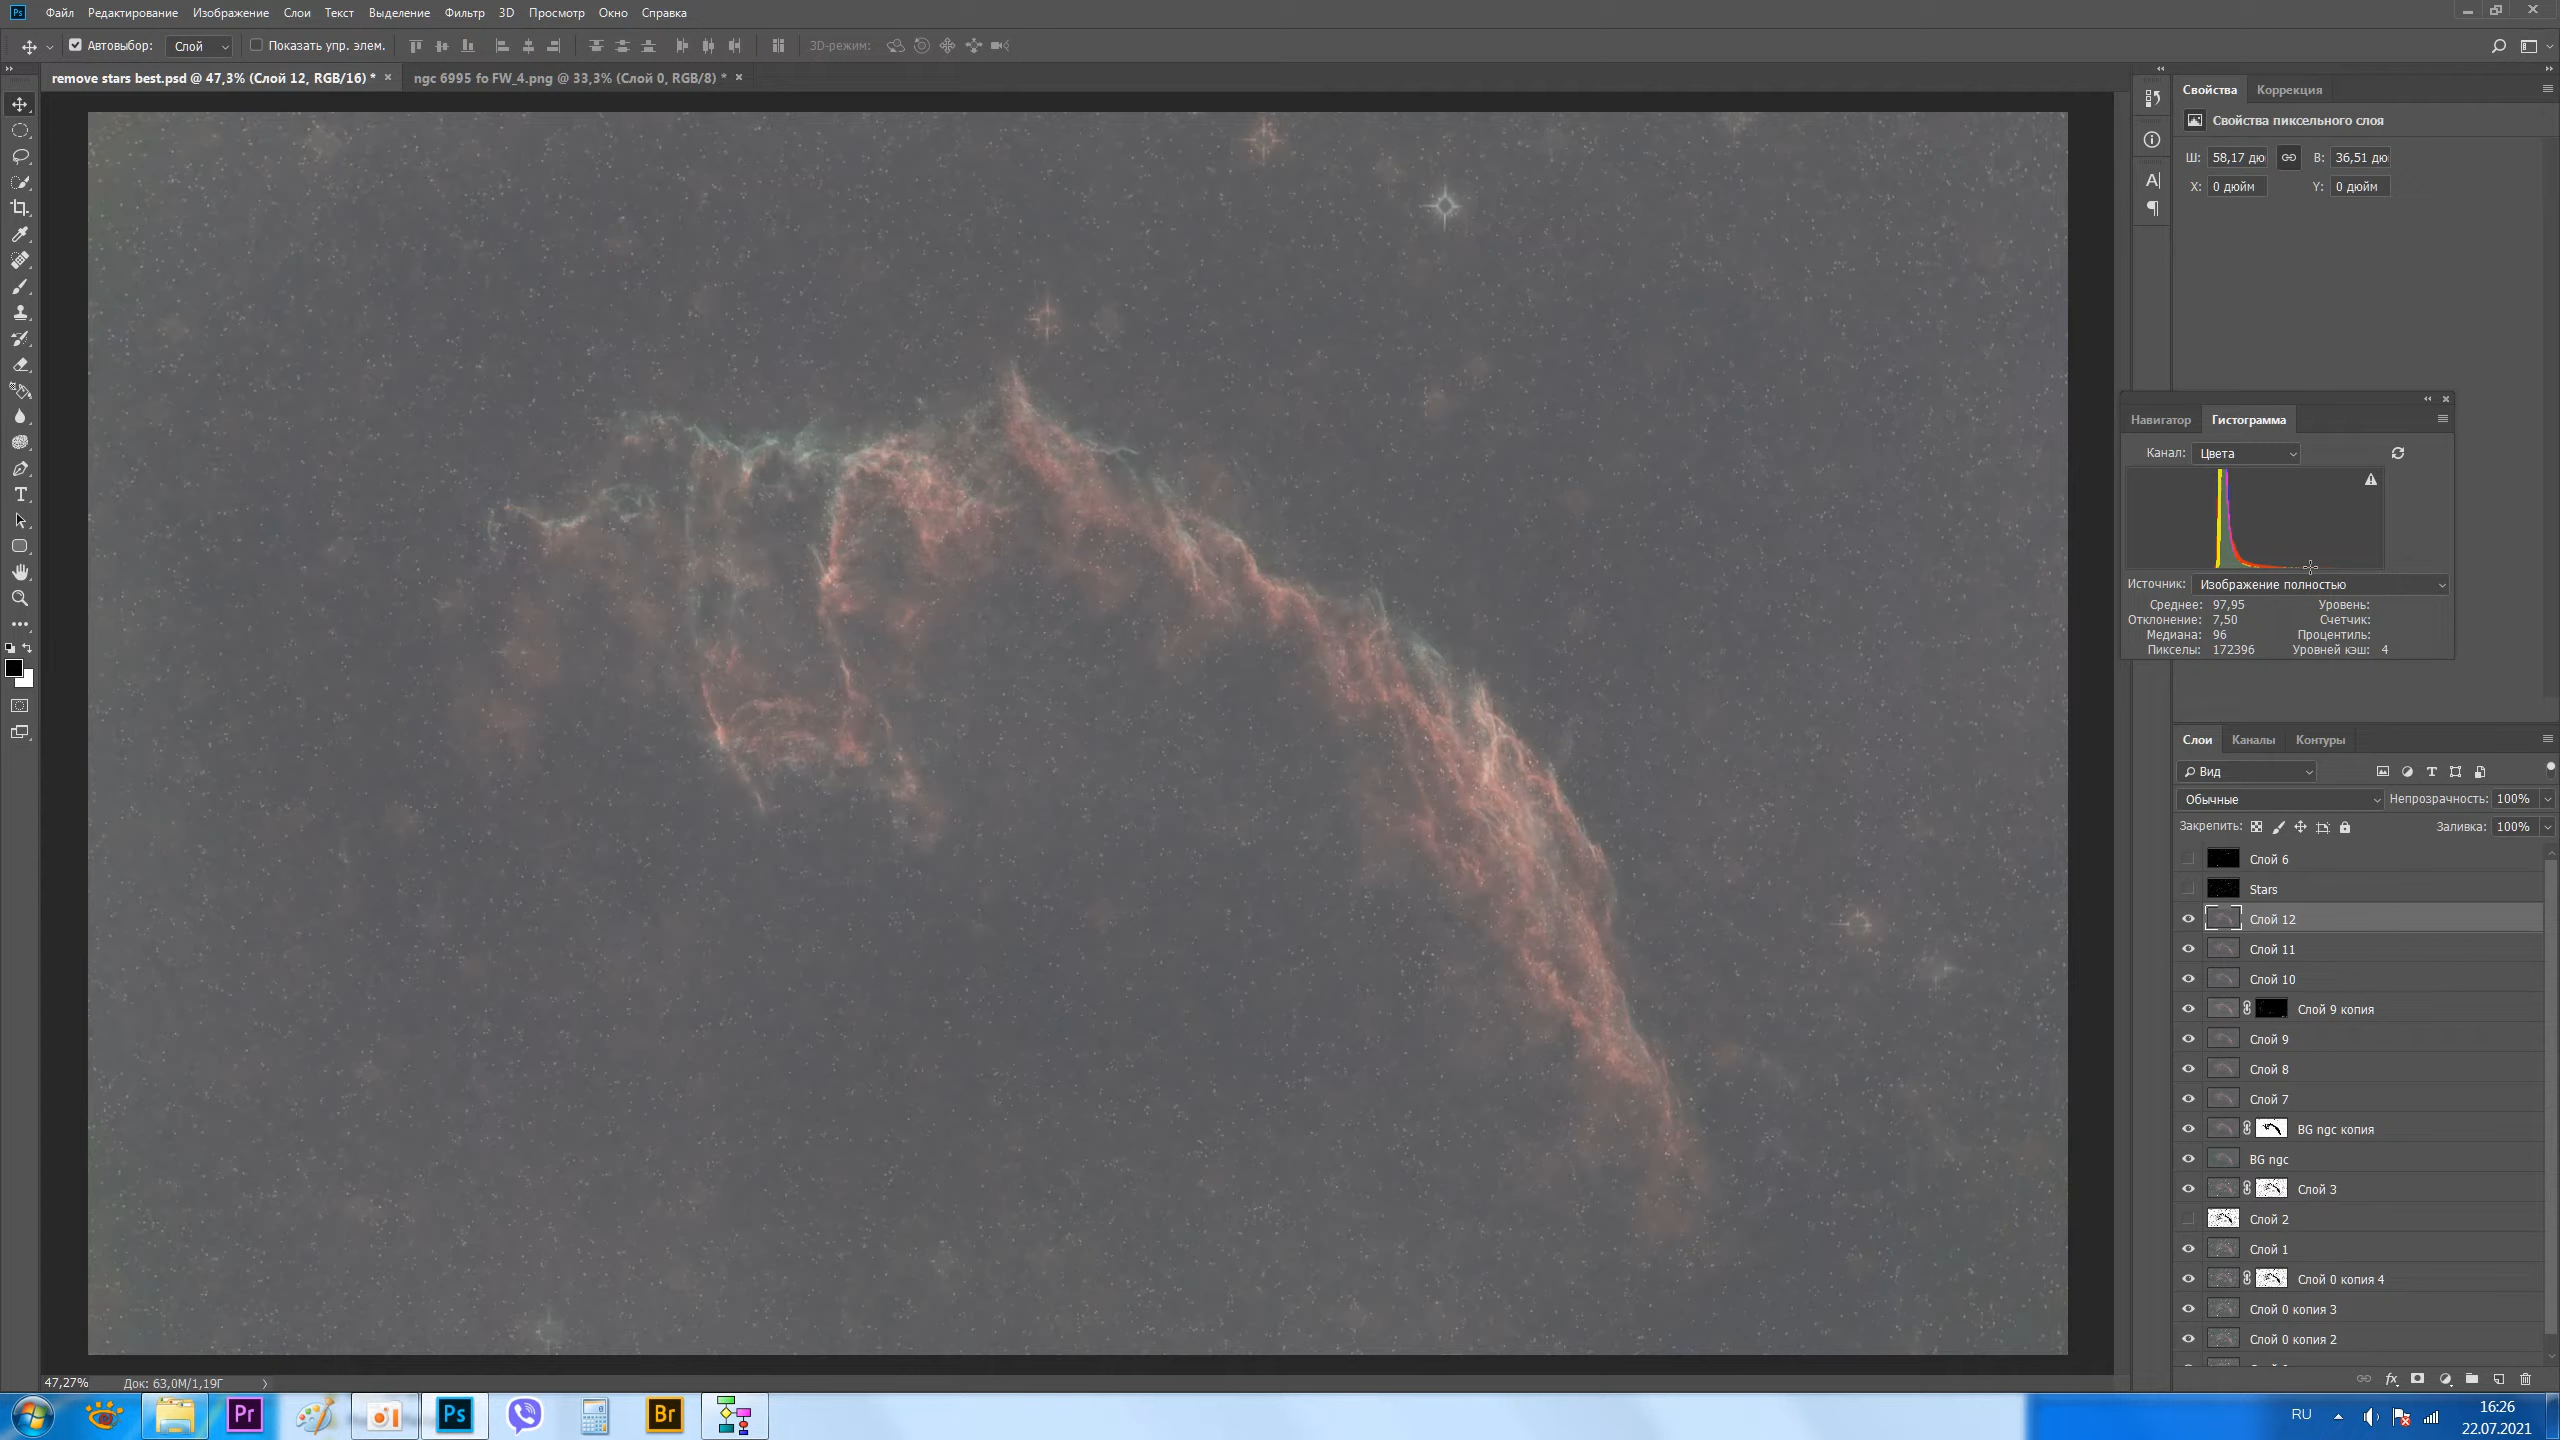 Файл Редактирование Изображение Слои Текст Выделение Фильтр 3D Просмотр Окно Справка
Автовыбор: Слой Показать упр. элем. 3D-режим:
remove stars best.psd @ 47,3% (Слой 12, RGB/16) * × ngc 6995 fo FW_4.png @ 33,3% (Слой 0, RGB/8) * ×
Свойства Коррекция
Свойства пиксельного слоя
Ш: 58,17 дю В: 36,51 дю
X: 0 дюйм Y: 0 дюйм
Навигатор Гистограмма
Канал: Цвета
Источник: Изображение полностью
Среднее: 97,95 Уровень:
Отклонение: 7,50 Счетчик:
Медиана: 96 Процентиль:
Пикселы: 172396 Уровней кэш: 4
Слои Каналы Контуры
Вид
Обычные Непрозрачность: 100%
Закрепить: Заливка: 100%
Слой 6
Stars
Слой 12
Слой 11
Слой 10
Слой 9 копия
Слой 9
Слой 8
Слой 7
BG ngc копия
BG ngc
Слой 3
Слой 2
Слой 1
Слой 0 копия 4
Слой 0 копия 3
Слой 0 копия 2
47,27% Док: 63,0M/1,19Г
Pr Ps Br RU 16:26
22.07.2021